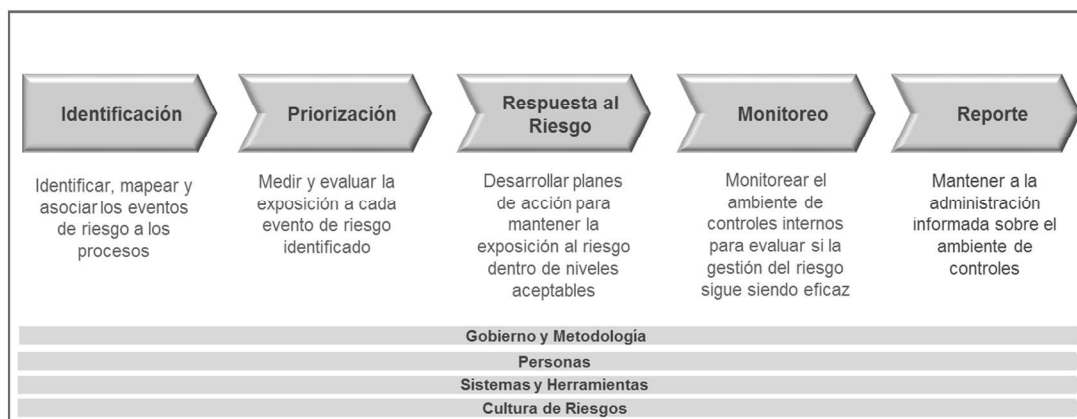 Identificación
Priorización
Respuesta al
Riesgo
Monitoreo
Reporte
Identificar, mapear y
asociar los eventos
de riesgo a los
procesos
Medir y evaluar la
exposición a cada
evento de riesgo
identificado
Desarrollar planes
de acción para
mantener la
exposición al riesgo
dentro de niveles
aceptables
Monitorear el
ambiente de
controles internos
para evaluar si la
gestión del riesgo
sigue siendo eficaz
Mantener a la
administración
informada sobre el
ambiente de
controles
Gobierno y Metodología
Personas
Sistemas y Herramientas
Cultura de Riesgos